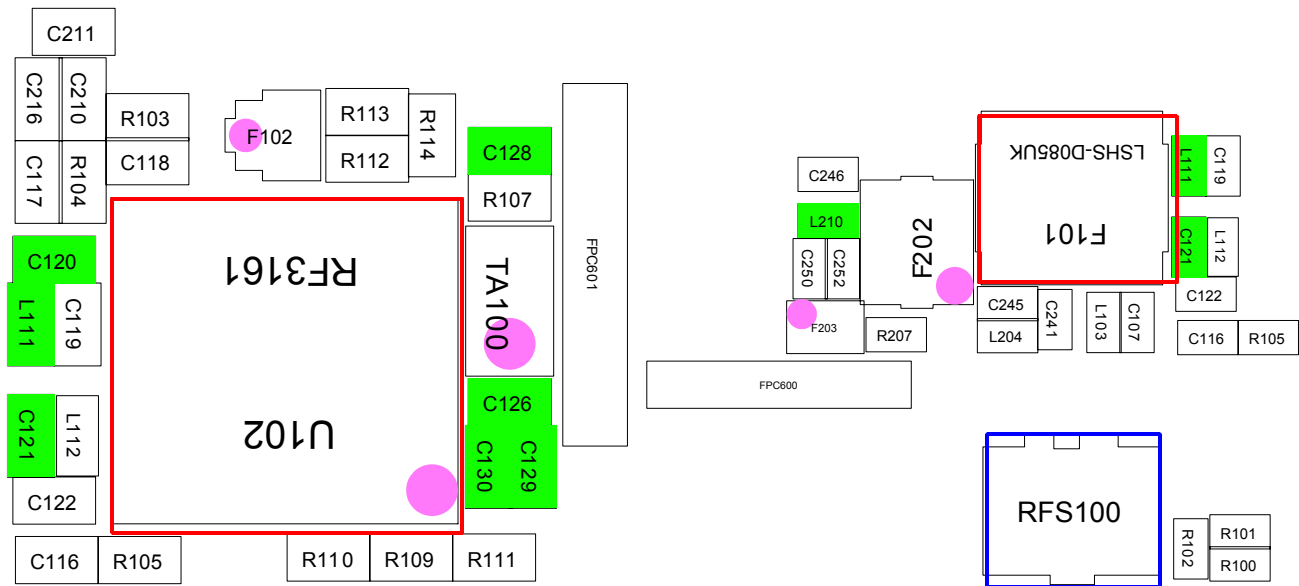 C211
C216
C210
R103
C117
R104
C118
F102
R113
R112
R114
C128
R107
FPC601
RF3161
U102
TA100
C120
L111
C119
C121
L112
C122
C126
C130
C129
C116
R105
R110
R109
R111
C246
L210
C250
C252
F202
F203
R207
LSHS-D085UK
F101
L111
C119
C121
L112
C122
C245
L204
C241
L103
C107
C116
R105
FPC600
RFS100
R102
R101
R100